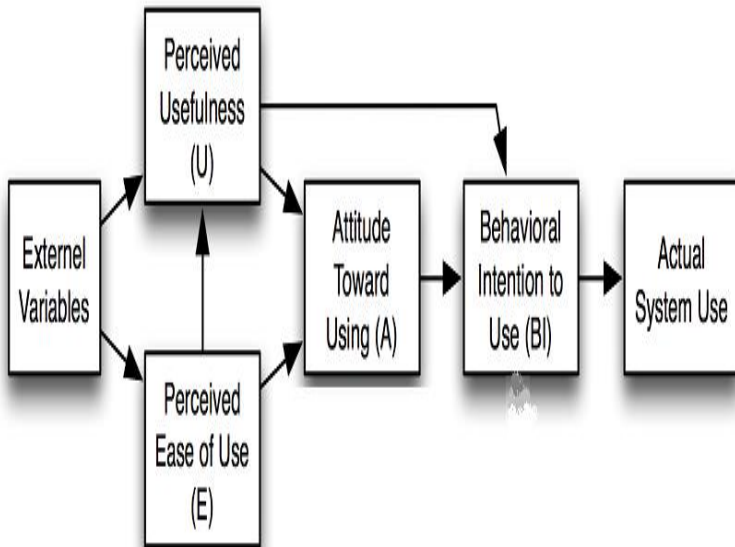 Perceived
Usefulness
(U)
Externel
Variables
Perceived
Ease of Use
(E)
Attitude
Toward
Using (A)
Behavioral
Intention to
Use (BI)
Actual
System Use